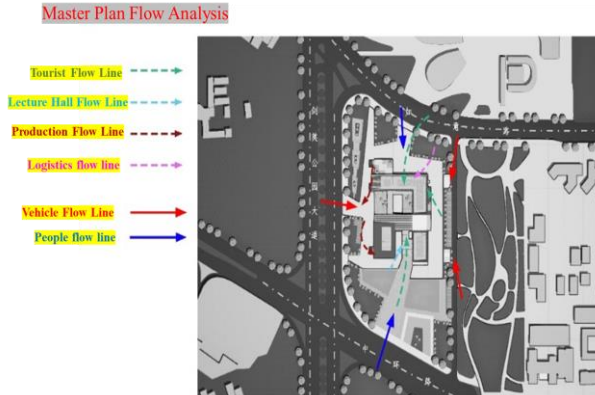 Master Plan Flow Analysis
Tourist Flow Line
Lecture Hall Flow Line
Production Flow Line
Logistics flow line
Vehicle Flow Line
People flow line